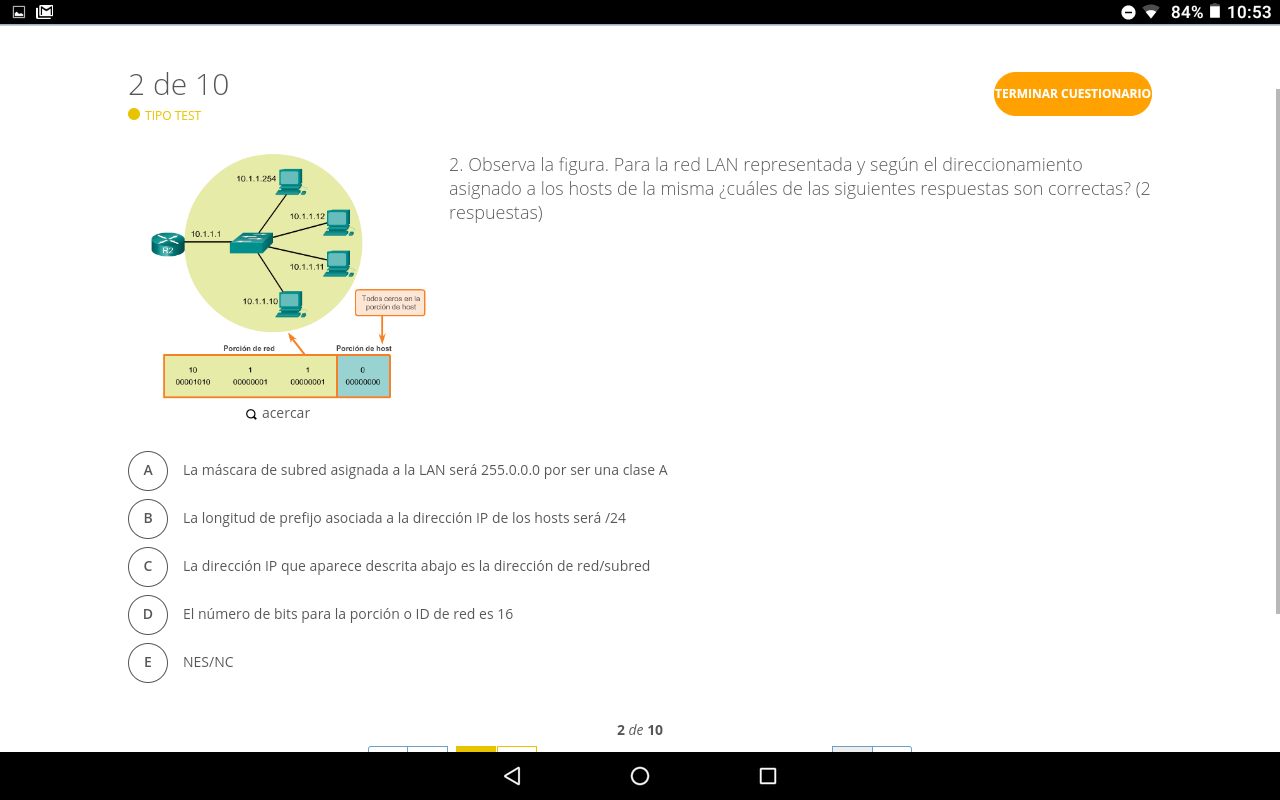 84% 10:53
2 de 10
TERMINAR CUESTIONARIO
TIPO TEST
2. Observa la figura. Para la red LAN representada y según el direccionamiento
asignado a los hosts de la misma ¿cuáles de las siguientes respuestas son correctas? (2
respuestas)
10.1.1.254
10.1.1.12
10.1.1.1
R2
10.1.1.11
10.1.1.10
Todos ceros en la
porción de host
Porción de red Porción de host
10 1 1 0
00001010 00000001 00000001 00000000
acercar
A La máscara de subred asignada a la LAN será 255.0.0.0 por ser una clase A
B La longitud de prefijo asociada a la dirección IP de los hosts será /24
C La dirección IP que aparece descrita abajo es la dirección de red/subred
D El número de bits para la porción o ID de red es 16
E NES/NC
2 de 10